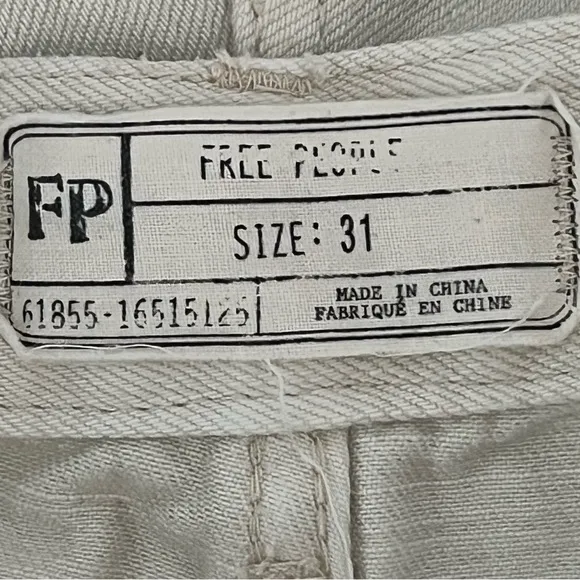 FP
FREE PEOPLE
SIZE: 31
61855-16515125
MADE IN CHINA
FABRIQUÉ EN CHINE